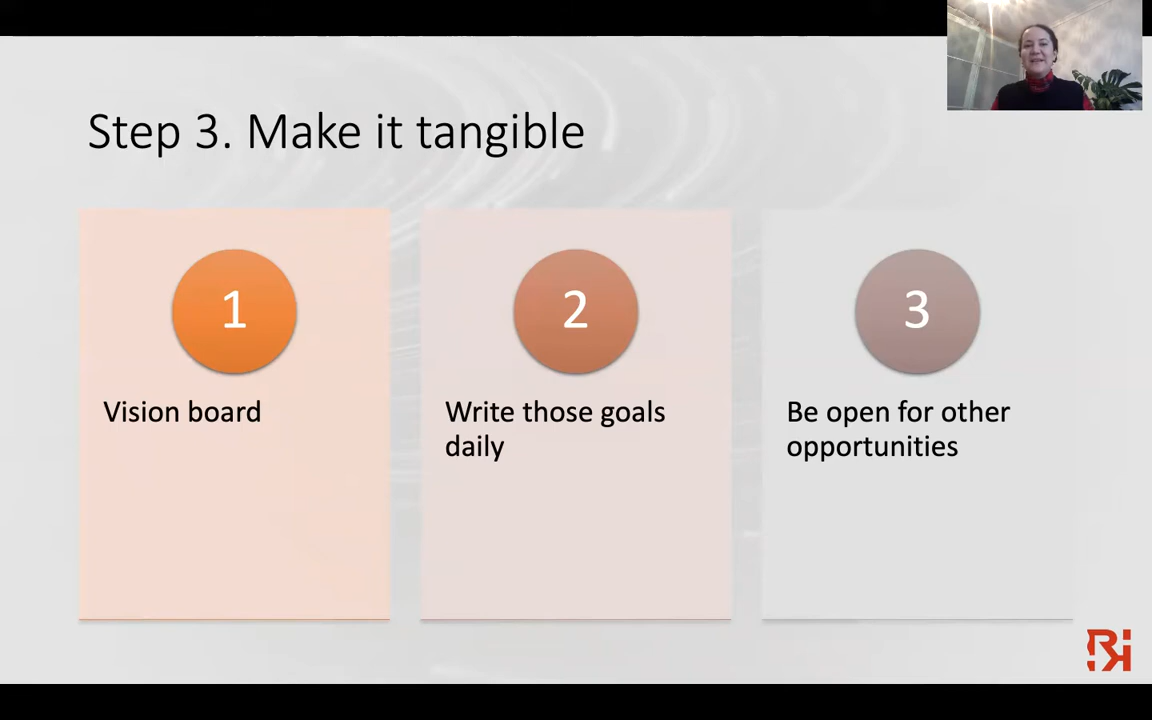 Step 3. Make it tangible
1
Vision board
2
Write those goals
daily
3
Be open for other
opportunities